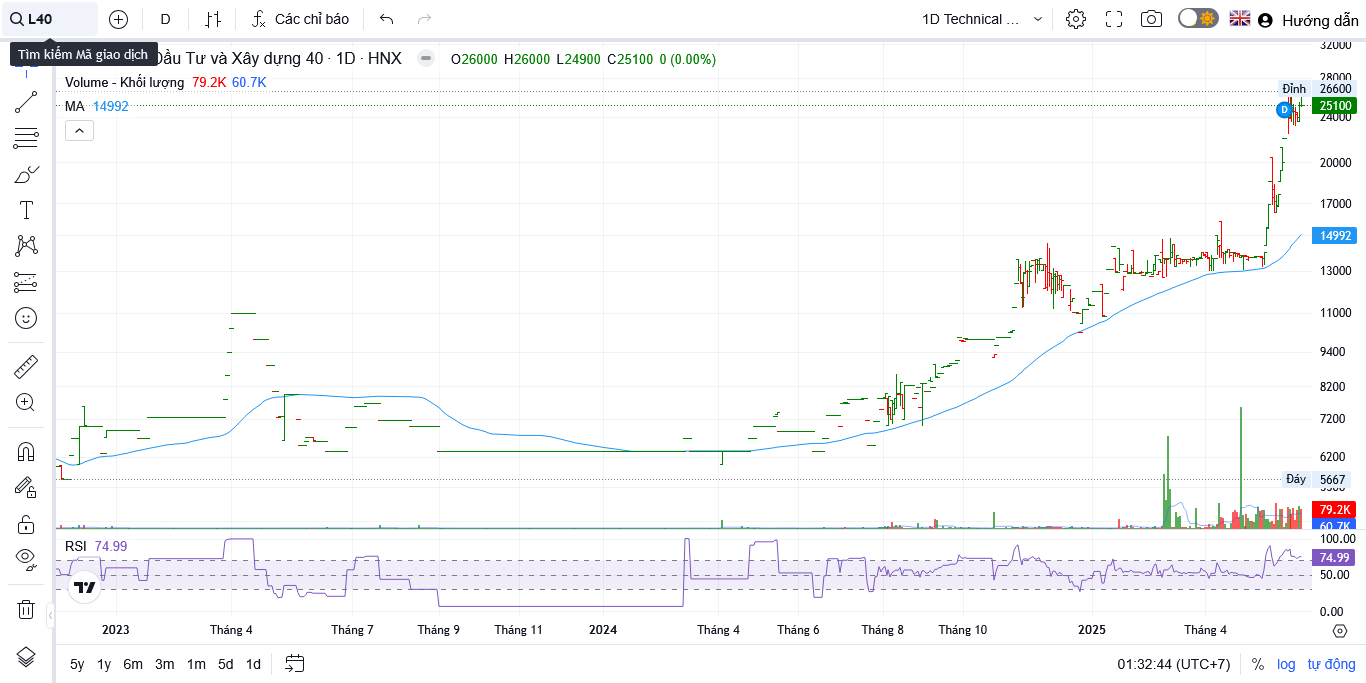 L40
D
Các chỉ báo
1D Technical ...
Hướng dẫn
Tìm kiếm Mã giao dịch
Đầu Tư và Xây dựng 40 · 1D · HNX
O26000 H26000 L24900 C25100 0 (0.00%)
Volume - Khối lượng 79.2K 60.7K
MA 14992
32000
28000
Đỉnh 26600
D
25100
24000
20000
17000
14992
13000
11000
9400
8200
7200
6200
Đáy 5667
79.2K
60.7K
RSI 74.99
100.00
74.99
50.00
0.00
2023 Tháng 4 Tháng 7 Tháng 9 Tháng 11 2024 Tháng 4 Tháng 6 Tháng 8 Tháng 10 2025 Tháng 4
5y 1y 6m 3m 1m 5d 1d
01:32:44 (UTC+7) % log tự động